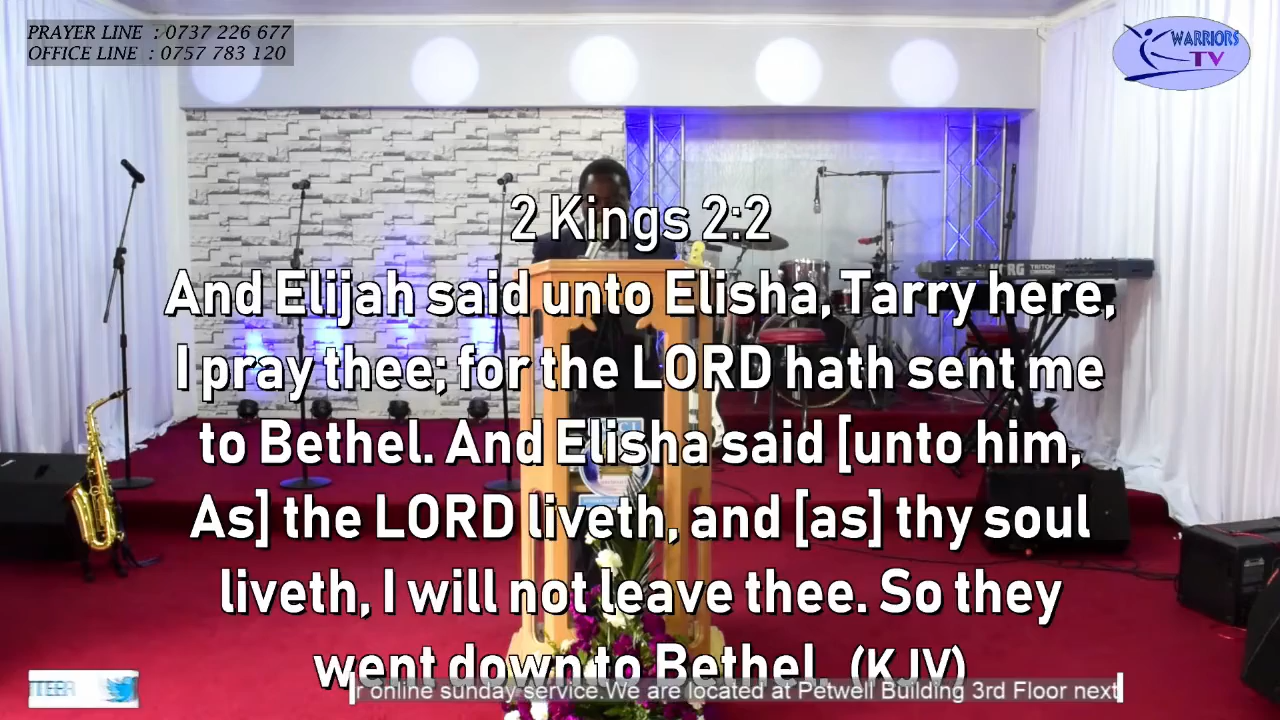 PRAYER LINE : 0737 226 677
OFFICE LINE : 0757 783 120
WARRIORS
TV
2 Kings 2:2
And Elijah said unto Elisha, Tarry here,
I pray thee; for the LORD hath sent me
to Bethel. And Elisha said [unto him,
As] the LORD liveth, and [as] thy soul
liveth, I will not leave thee. So they
went down to Bethel. (KJV)
KORG TRITON
r online sunday service.We are located at Petwell Building 3rd Floor next